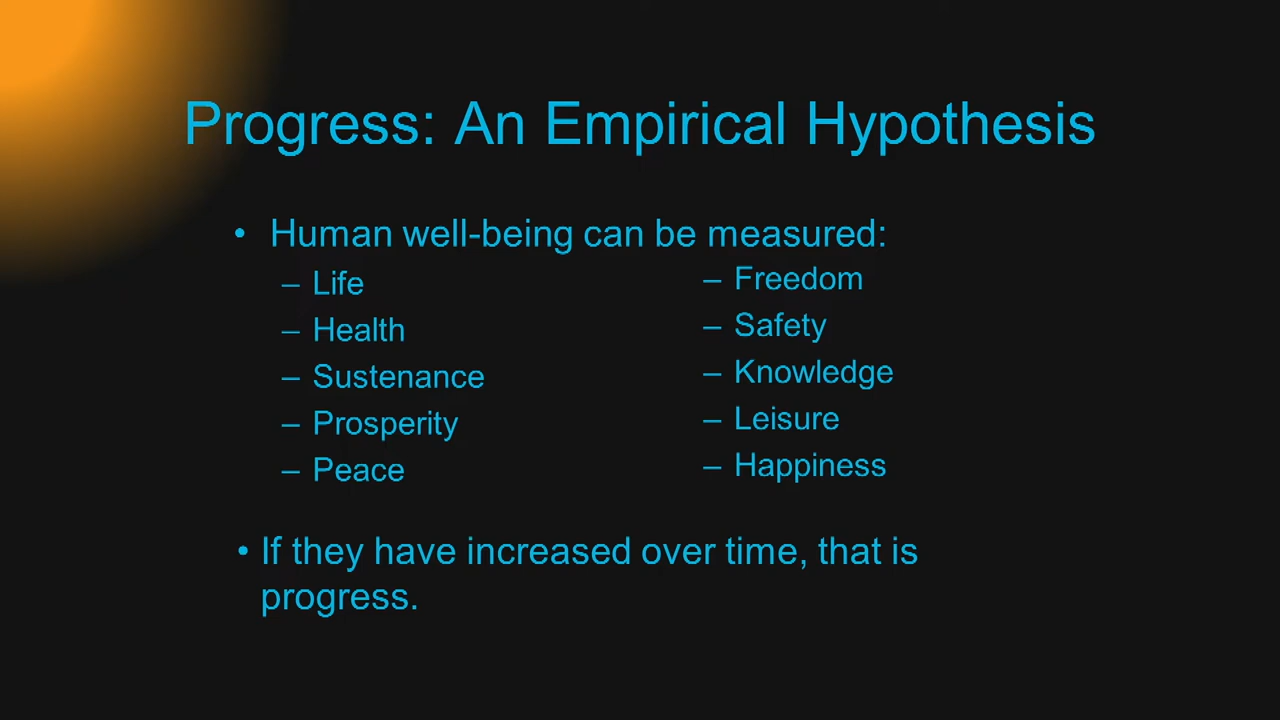 Progress: An Empirical Hypothesis
• Human well-being can be measured:
– Life
– Health
– Sustenance
– Prosperity
– Peace
– Freedom
– Safety
– Knowledge
– Leisure
– Happiness
• If they have increased over time, that is
progress.